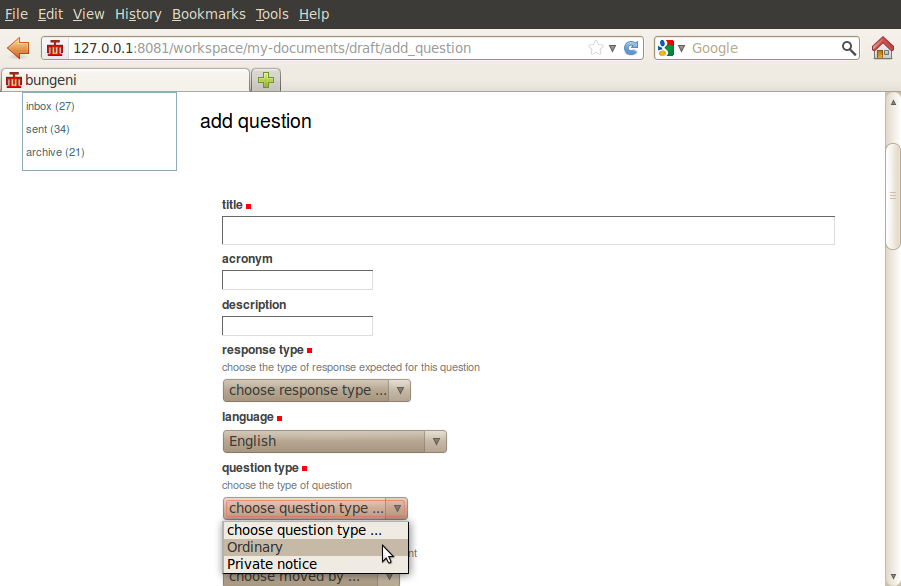 File Edit View History Bookmarks Tools Help
127.0.0.1:8081/workspace/my-documents/draft/add_question
Google
bungeni
inbox (27)
sent (34)
archive (21)
add question
title
acronym
description
response type
choose the type of response expected for this question
choose response type ...
language
English
question type
choose the type of question
choose question type ...
choose question type ...
Ordinary
Private notice
choose moved by ...